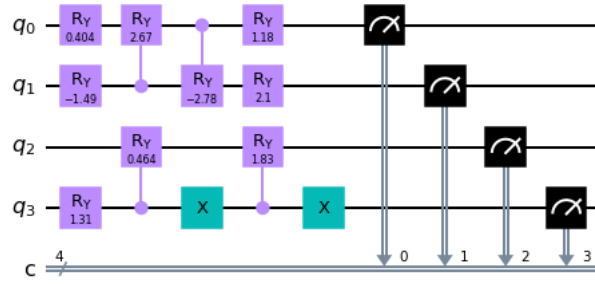 q0 RY 0.404 RY 2.67 RY 1.18
q1 RY −1.49 RY −2.78 RY 2.1
q2 RY 0.464 RY 1.83
q3 RY 1.31 X X
c 4 0 1 2 3